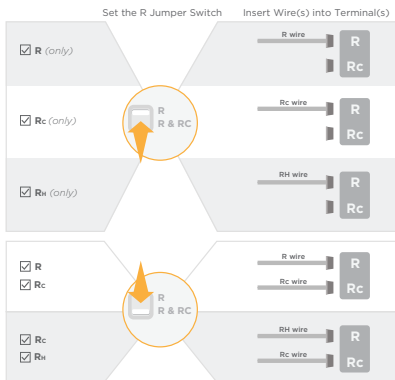 Set the R Jumper Switch
Insert Wire(s) into Terminal(s)
R (only)
R wire
R
Rc
Rc (only)
R
R & RC
Rc wire
R
Rc
RH (only)
RH wire
R
Rc
R
Rc
R
R & RC
R wire
Rc wire
R
Rc
Rc
RH
RH wire
Rc wire
R
Rc